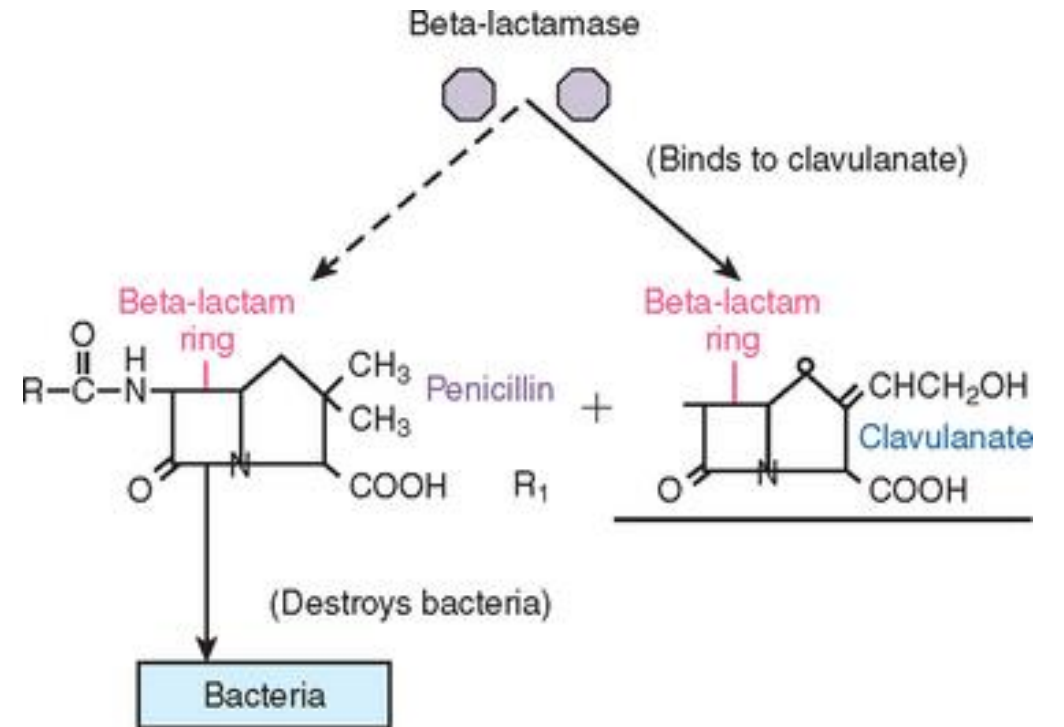 Beta-lactamase
(Binds to clavulanate)
Beta-lactam
ring
Beta-lactam
ring
O
R–C–N
H
CH₃
CH₃
Penicillin
+
O
CHCH₂OH
Clavulanate
O
N
COOH
R₁
O
N
COOH
(Destroys bacteria)
Bacteria